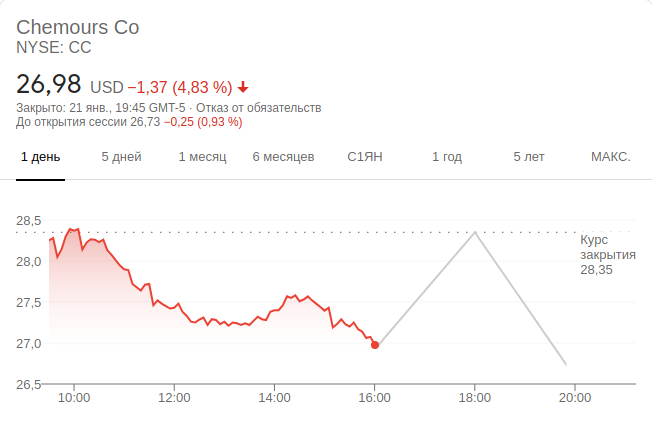 Chemours Co
NYSE: CC
26,98 USD −1,37 (4,83 %)
Закрыто: 21 янв., 19:45 GMT-5 · Отказ от обязательств
До открытия сессии 26,73 −0,25 (0,93 %)
1 день 5 дней 1 месяц 6 месяцев С1ЯН 1 год 5 лет МАКС.
28,5
Курс
закрытия
28,35
28,0
27,5
27,0
26,5
10:00 12:00 14:00 16:00 18:00 20:00